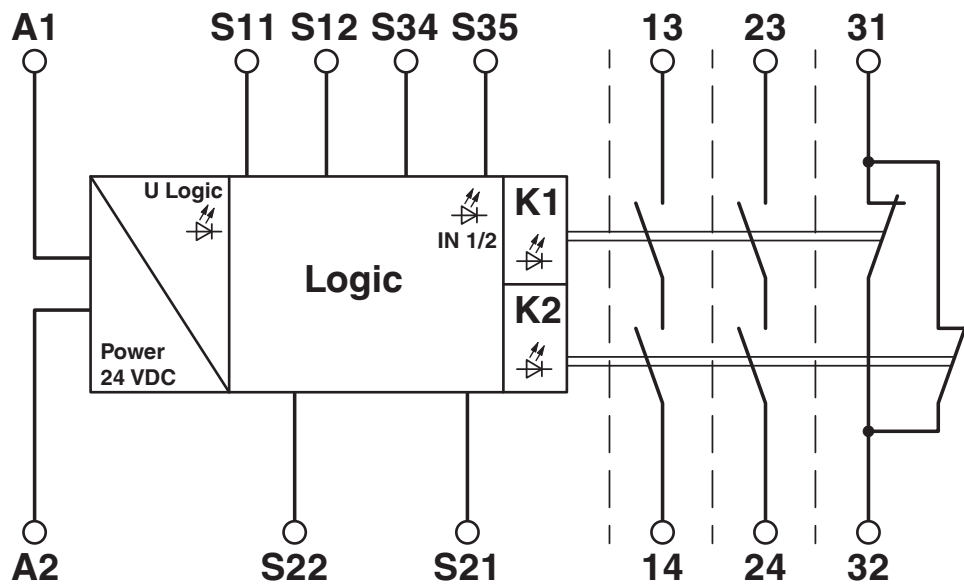 A1 S11 S12 S34 S35 13 23 31
U Logic
K1
IN 1/2
Logic
K2
Power
24 VDC
A2 S22 S21 14 24 32